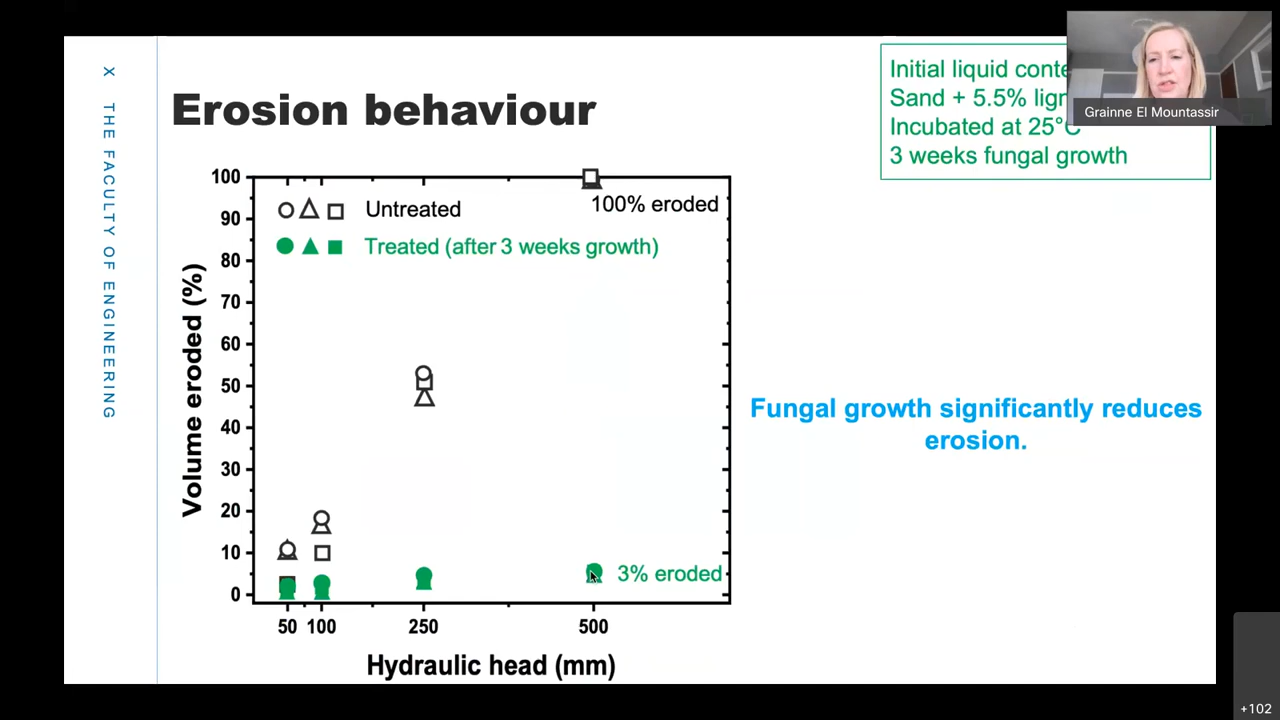 X THE FACULTY OF ENGINEERING
Erosion behaviour
Initial liquid
Sand + 5.5%
Incubated at 25°C
3 weeks fungal growth
Grainne El Mountassir
100
90
80
70
60
50
40
30
20
10
0
Volume eroded (%)
Untreated
Treated (after 3 weeks growth)
100% eroded
3% eroded
50 100 250 500
Hydraulic head (mm)
Fungal growth significantly reduces
erosion.
+102